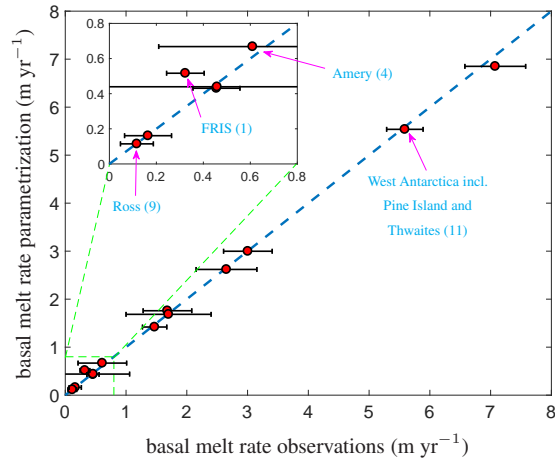 8
7
6
5
4
3
2
1
0
0 1 2 3 4 5 6 7 8
basal melt rate parametrization (m yr−1)
basal melt rate observations (m yr−1)
0.8
0.6
0.4
0.2
0
0 0.2 0.4 0.6 0.8
Amery (4)
FRIS (1)
Ross (9)
West Antarctica incl.
Pine Island and
Thwaites (11)